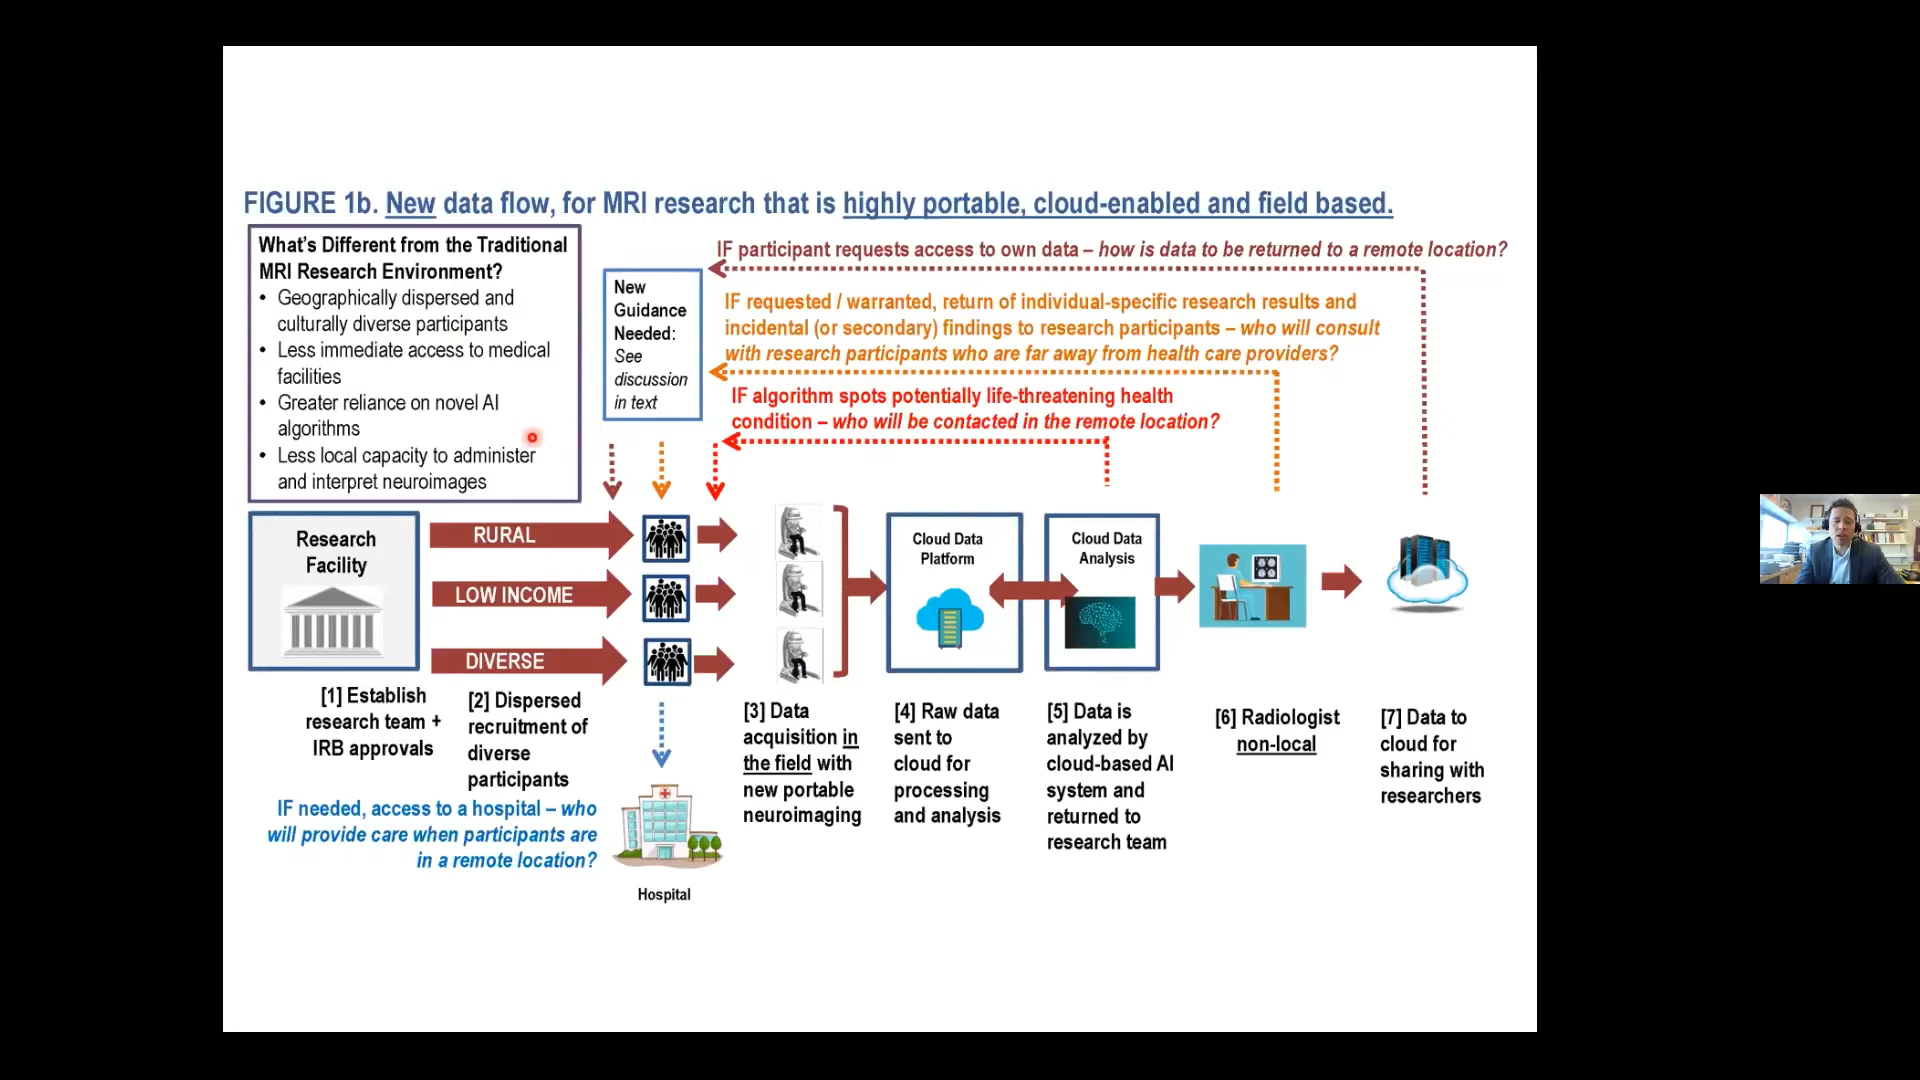 FIGURE 1b. New data flow, for MRI research that is highly portable, cloud-enabled and field based.
What's Different from the Traditional
MRI Research Environment?
• Geographically dispersed and
culturally diverse participants
• Less immediate access to medical
facilities
• Greater reliance on novel AI
algorithms
• Less local capacity to administer
and interpret neuroimages
New
Guidance
Needed:
See
discussion
in text
IF participant requests access to own data – how is data to be returned to a remote location?
IF requested / warranted, return of individual-specific research results and
incidental (or secondary) findings to research participants – who will consult
with research participants who are far away from health care providers?
IF algorithm spots potentially life-threatening health
condition – who will be contacted in the remote location?
Research
Facility
RURAL
LOW INCOME
DIVERSE
Cloud Data
Platform
Cloud Data
Analysis
[1] Establish
research team +
IRB approvals
[2] Dispersed
recruitment of
diverse
participants
[3] Data
acquisition in
the field with
new portable
neuroimaging
[4] Raw data
sent to
cloud for
processing
and analysis
[5] Data is
analyzed by
cloud-based AI
system and
returned to
research team
[6] Radiologist
non-local
[7] Data to
cloud for
sharing with
researchers
IF needed, access to a hospital – who
will provide care when participants are
in a remote location?
Hospital